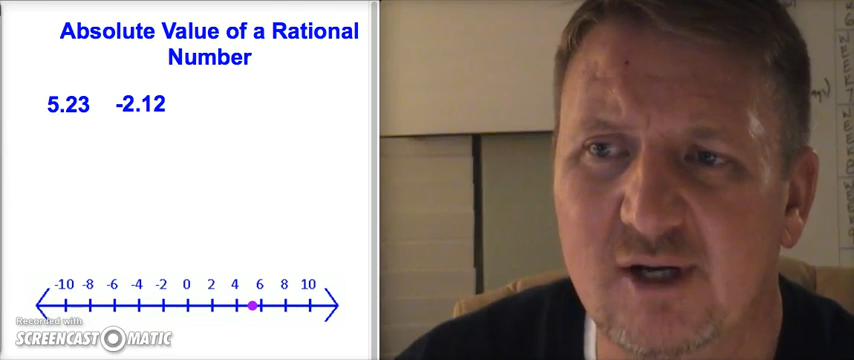 Absolute Value of a Rational
Number
5.23 -2.12
-10 -8 -6 -4 -2 0 2 4 6 8 10
Recorded with
SCREENCAST MATIC